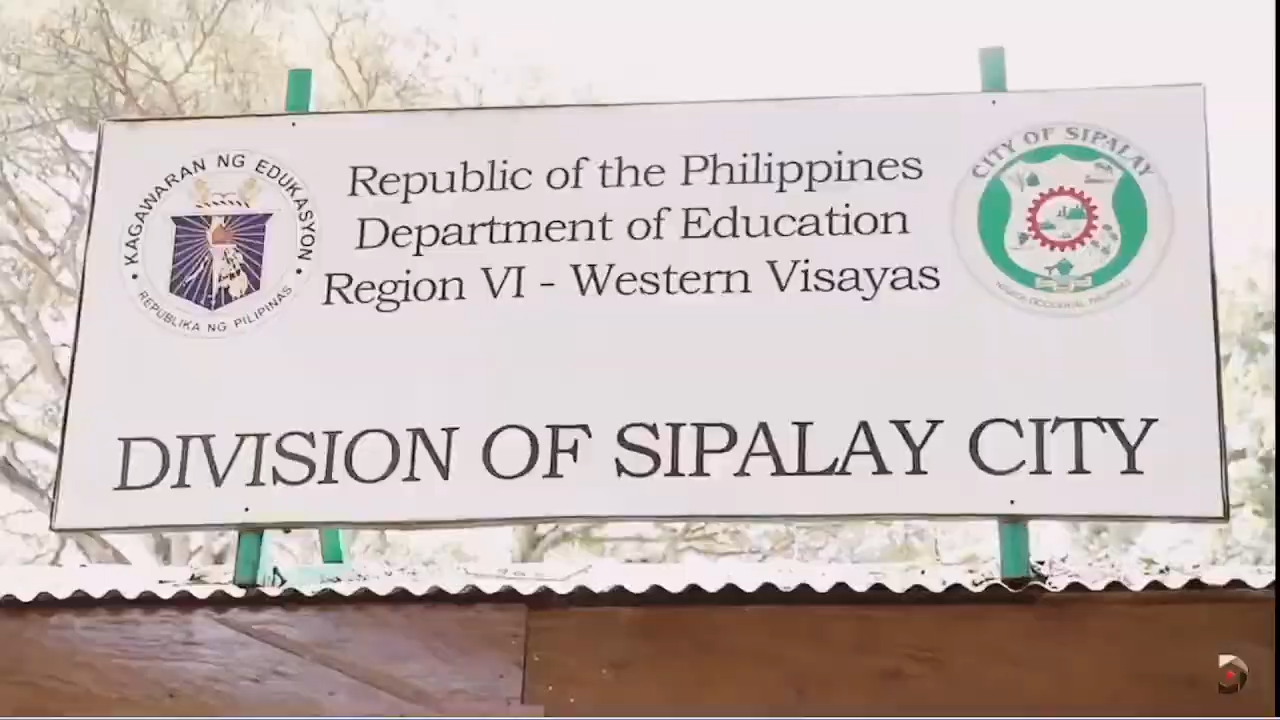 KAGAWARAN NG EDUKASYON
REPUBLIKA NG PILIPINAS
Republic of the Philippines
Department of Education
Region VI - Western Visayas
CITY OF SIPALAY
DIVISION OF SIPALAY CITY